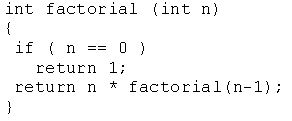 int factorial (int n)
{
 if ( n == 0 )
   return 1;
 return n * factorial(n-1);
}